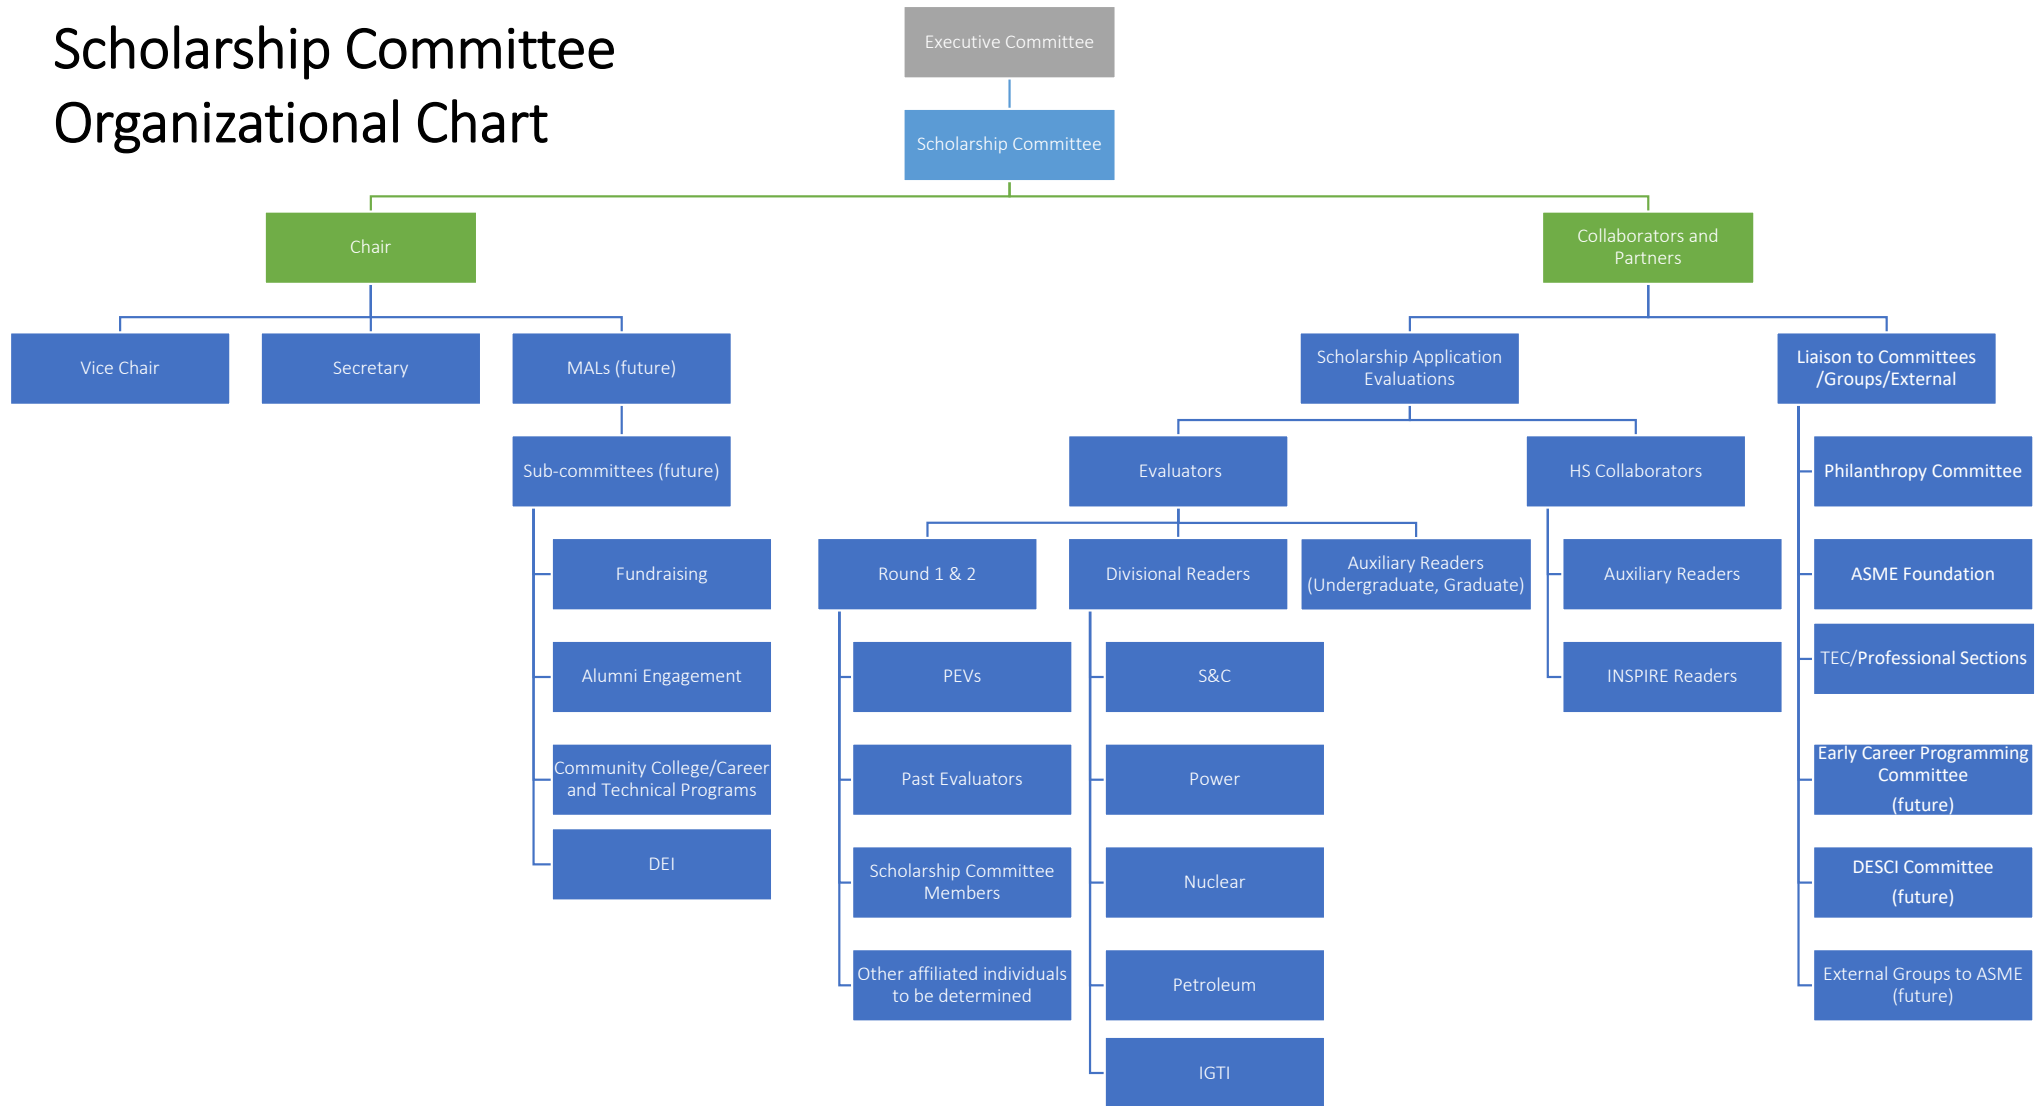 Scholarship Committee
Organizational Chart
Executive Committee
Scholarship Committee
Chair
Collaborators and
Partners
Vice Chair
Secretary
MALs (future)
Scholarship Application
Evaluations
Liaison to Committees
/Groups/External
Sub-committees (future)
Evaluators
HS Collaborators
Philanthropy Committee
Fundraising
Round 1 & 2
Divisional Readers
Auxiliary Readers
(Undergraduate, Graduate)
Auxiliary Readers
ASME Foundation
Alumni Engagement
PEVs
S&C
INSPIRE Readers
TEC/Professional Sections
Community College/Career
and Technical Programs
Past Evaluators
Power
Early Career Programming
Committee
(future)
DEI
Scholarship Committee
Members
Nuclear
DESCI Committee
(future)
Other affiliated individuals
to be determined
Petroleum
External Groups to ASME
(future)
IGTI